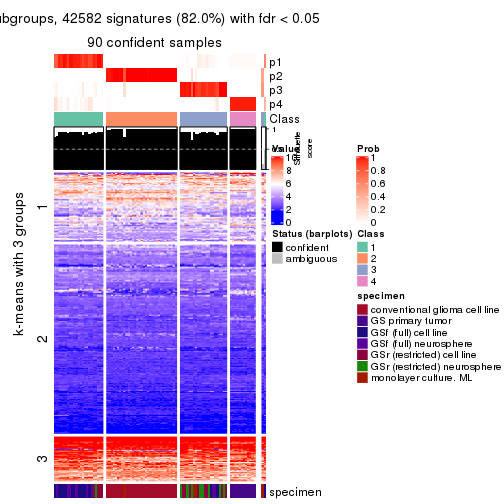 ubgroups, 42582 signatures (82.0%) with fdr < 0.05
90 confident samples
p1
p2
p3
p4
Class
1
Silhouette
score
k-means with 3 groups
1
2
3
specimen
Value
10
8
6
4
2
0
Status (barplots)
confident
ambiguous
Prob
1
0.8
0.6
0.4
0.2
0
Class
1
2
3
4
specimen
conventional glioma cell line
GS primary tumor
GSf (full) cell line
GSf (full) neurosphere
GSr (restricted) cell line
GSr (restricted) neurosphere
monolayer culture. ML